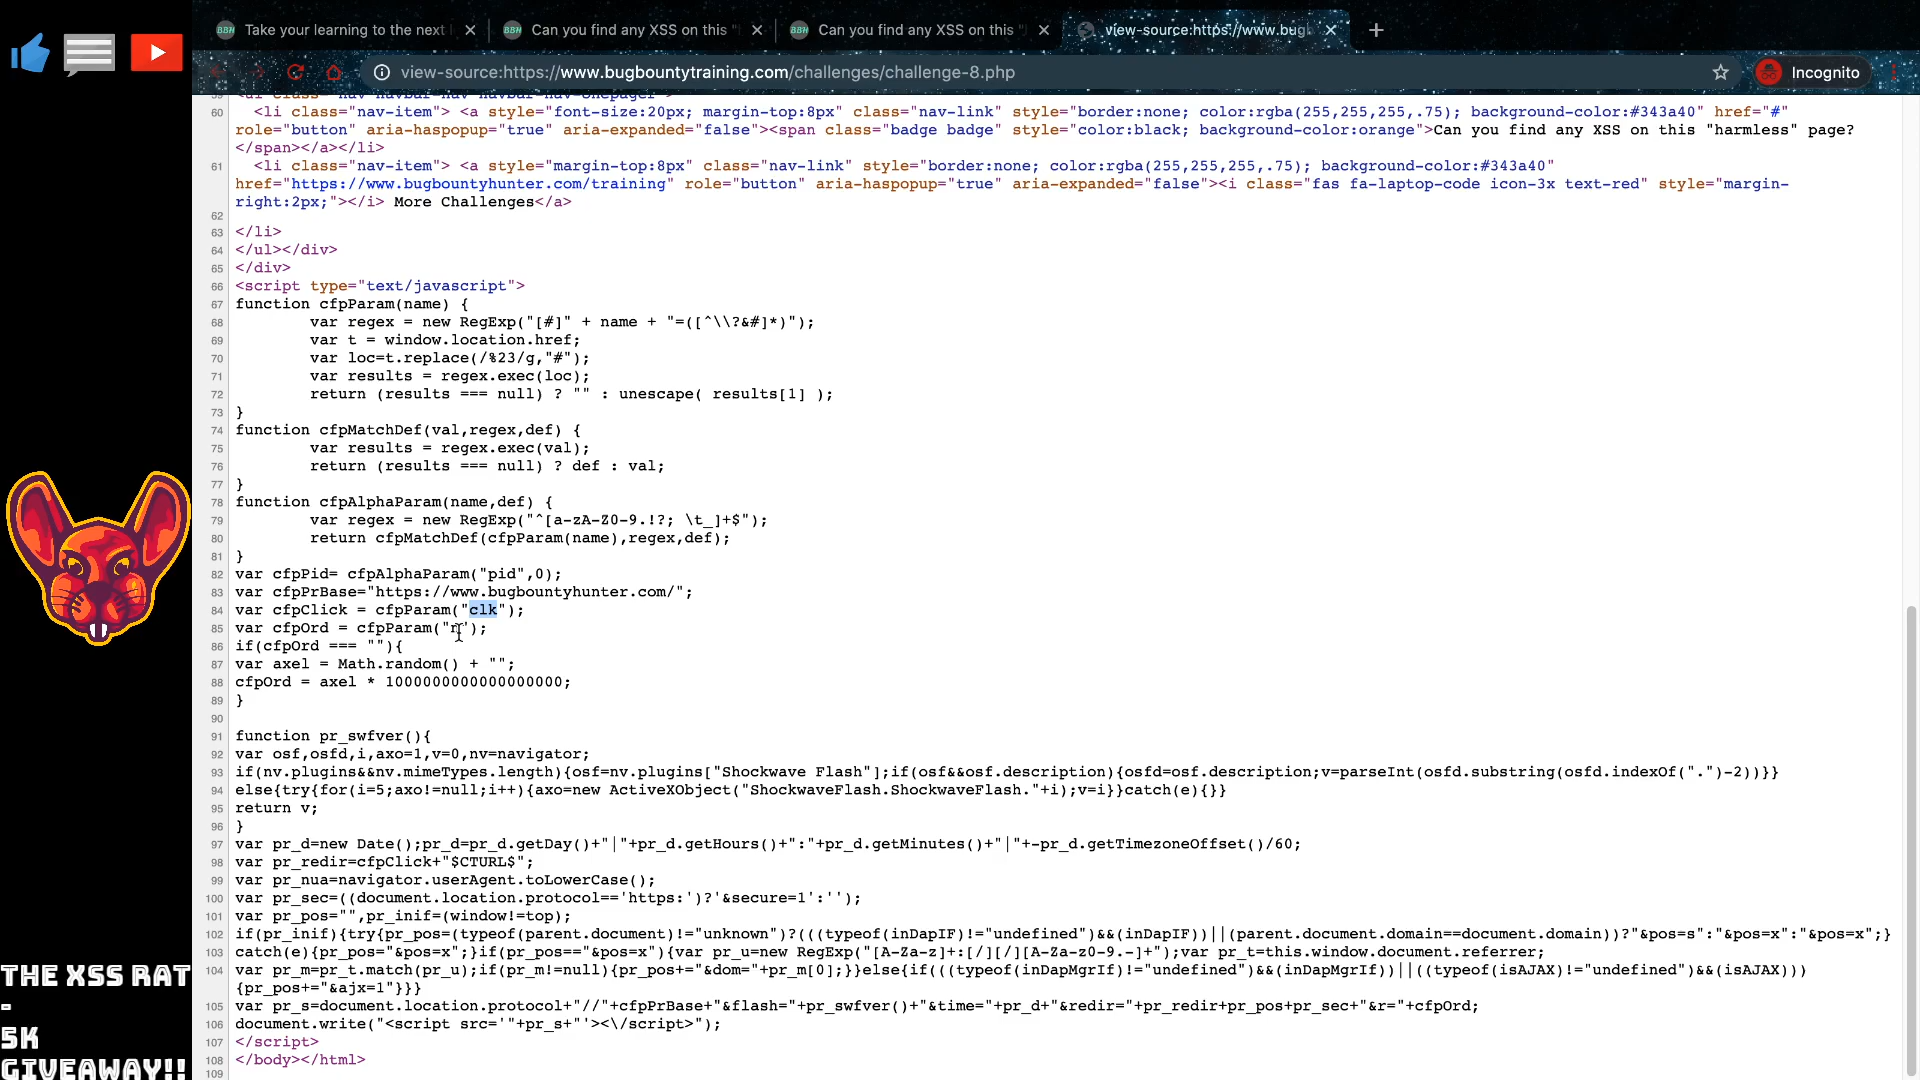 Take your learning to the next
Can you find any XSS on this "
Can you find any XSS on this "
view-source:https://www.bug
view-source:https://www.bugbountytraining.com/challenges/challenge-8.php
Incognito
60 <li class="nav-item"> <a style="font-size:20px; margin-top:8px" class="nav-link" style="border:none; color:rgba(255,255,255,.75); background-color:#343a40" href="#"
role="button" aria-haspopup="true" aria-expanded="false"><span class="badge badge" style="color:black; background-color:orange">Can you find any XSS on this "harmless" page?
</span></a></li>
61 <li class="nav-item"> <a style="margin-top:8px" class="nav-link" style="border:none; color:rgba(255,255,255,.75); background-color:#343a40"
href="https://www.bugbountyhunter.com/training" role="button" aria-haspopup="true" aria-expanded="false"><i class="fas fa-laptop-code icon-3x text-red" style="margin-
right:2px;"></i> More Challenges</a>
62
63 </li>
64 </ul></div>
65 </div>
66 <script type="text/javascript">
67 function cfpParam(name) {
68 var regex = new RegExp("[#]" + name + "=([^\\?&#]*)");
69 var t = window.location.href;
70 var loc=t.replace(/%23/g,"#");
71 var results = regex.exec(loc);
72 return (results === null) ? "" : unescape( results[1] );
73 }
74 function cfpMatchDef(val,regex,def) {
75 var results = regex.exec(val);
76 return (results === null) ? def : val;
77 }
78 function cfpAlphaParam(name,def) {
79 var regex = new RegExp("^[a-zA-Z0-9.!?; \t_]+$");
80 return cfpMatchDef(cfpParam(name),regex,def);
81 }
82 var cfpPid= cfpAlphaParam("pid",0);
83 var cfpPrBase="https://www.bugbountyhunter.com/";
84 var cfpClick = cfpParam("clk");
85 var cfpOrd = cfpParam("n");
86 if(cfpOrd === ""){
87 var axel = Math.random() + "";
88 cfpOrd = axel * 1000000000000000000;
89 }
90
91 function pr_swfver(){
92 var osf,osfd,i,axo=1,v=0,nv=navigator;
93 if(nv.plugins&&nv.mimeTypes.length){osf=nv.plugins["Shockwave Flash"];if(osf&&osf.description){osfd=osf.description;v=parseInt(osfd.substring(osfd.indexOf(".")-2))}}
94 else{try{for(i=5;axo!=null;i++){axo=new ActiveXObject("ShockwaveFlash.ShockwaveFlash."+i);v=i}}catch(e){}}
95 return v;
96 }
97 var pr_d=new Date();pr_d=pr_d.getDay()+"|"+pr_d.getHours()+":"+pr_d.getMinutes()+"|"+-pr_d.getTimezoneOffset()/60;
98 var pr_redir=cfpClick+"$CTURL$";
99 var pr_nua=navigator.userAgent.toLowerCase();
100 var pr_sec=((document.location.protocol=='https:')?'&secure=1':'');
101 var pr_pos="",pr_inif=(window!=top);
102 if(pr_inif){try{pr_pos=(typeof(parent.document)!="unknown")?(((typeof(inDapIF)!="undefined")&&(inDapIF))||(parent.document.domain==document.domain))?"&pos=s":"&pos=x":"&pos=x";}
103 catch(e){pr_pos="&pos=x";}if(pr_pos=="&pos=x"){var pr_u=new RegExp("[A-Za-z]+:[/][/][A-Za-z0-9.-]+");var pr_t=this.window.document.referrer;
104 var pr_m=pr_t.match(pr_u);if(pr_m!=null){pr_pos+="&dom="+pr_m[0];}}else{if(((typeof(inDapMgrIf)!="undefined")&&(inDapMgrIf))||((typeof(isAJAX)!="undefined")&&(isAJAX)))
{pr_pos+="&ajx=1"}}}
105 var pr_s=document.location.protocol+"//"+cfpPrBase+"&flash="+pr_swfver()+"&time="+pr_d+"&redir="+pr_redir+pr_pos+pr_sec+"&r="+cfpOrd;
106 document.write("<script src='"+pr_s+"'><\/script>");
107 </script>
108 </body></html>
109
THE XSS RAT
-
5K
GIVEAWAY!!